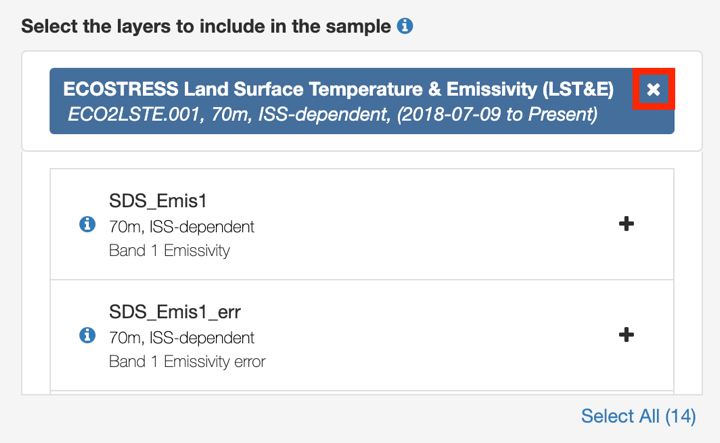 Select the layers to include in the sample
ECOSTRESS Land Surface Temperature & Emissivity (LST&E)
ECO2LSTE.001, 70m, ISS-dependent, (2018-07-09 to Present)
SDS_Emis1
70m, ISS-dependent
Band 1 Emissivity
SDS_Emis1_err
70m, ISS-dependent
Band 1 Emissivity error
Select All (14)